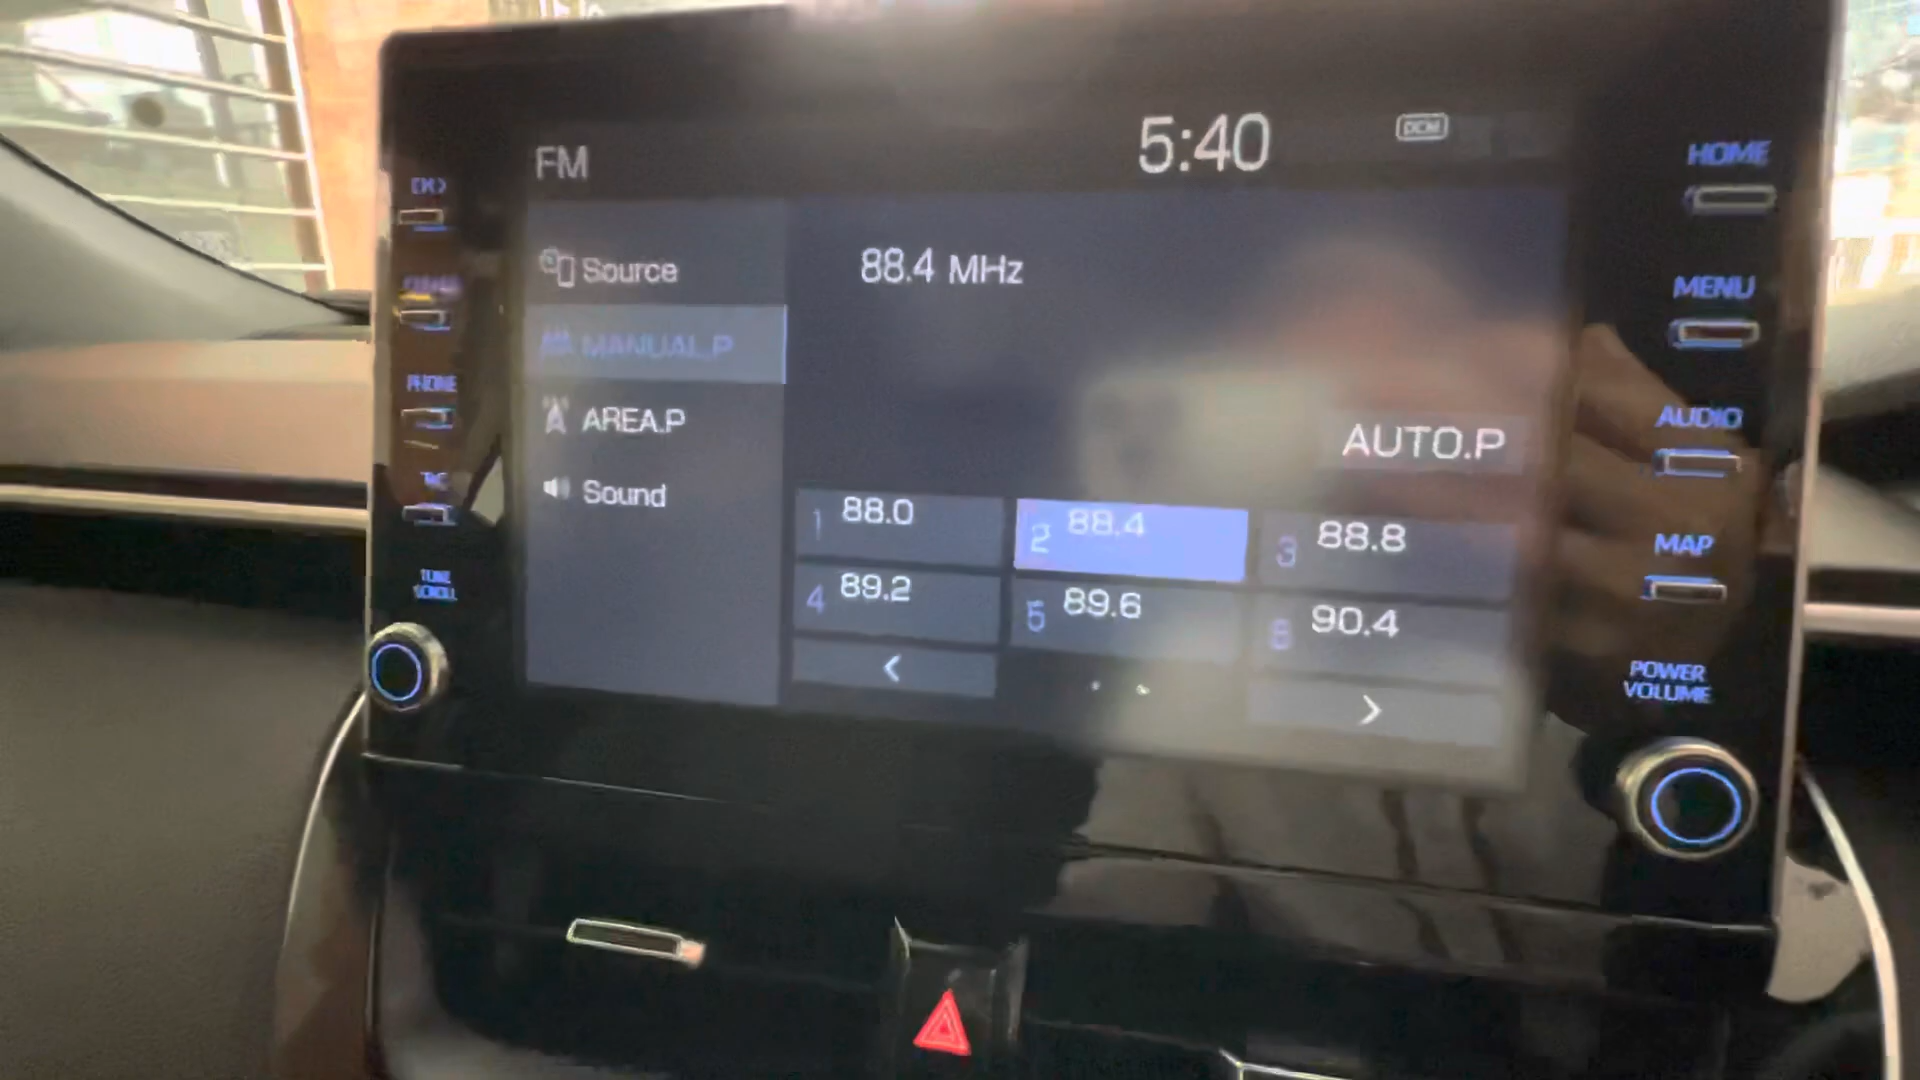 FM
5:40
DCM
Source
MANUAL.P
AREA.P
Sound
88.4 MHz
AUTO.P
1 88.0
2 88.4
3 88.8
4 89.2
5 89.6
6 90.4
<
>
PHONE
TUNE
SCROLL
HOME
MENU
AUDIO
MAP
POWER
VOLUME